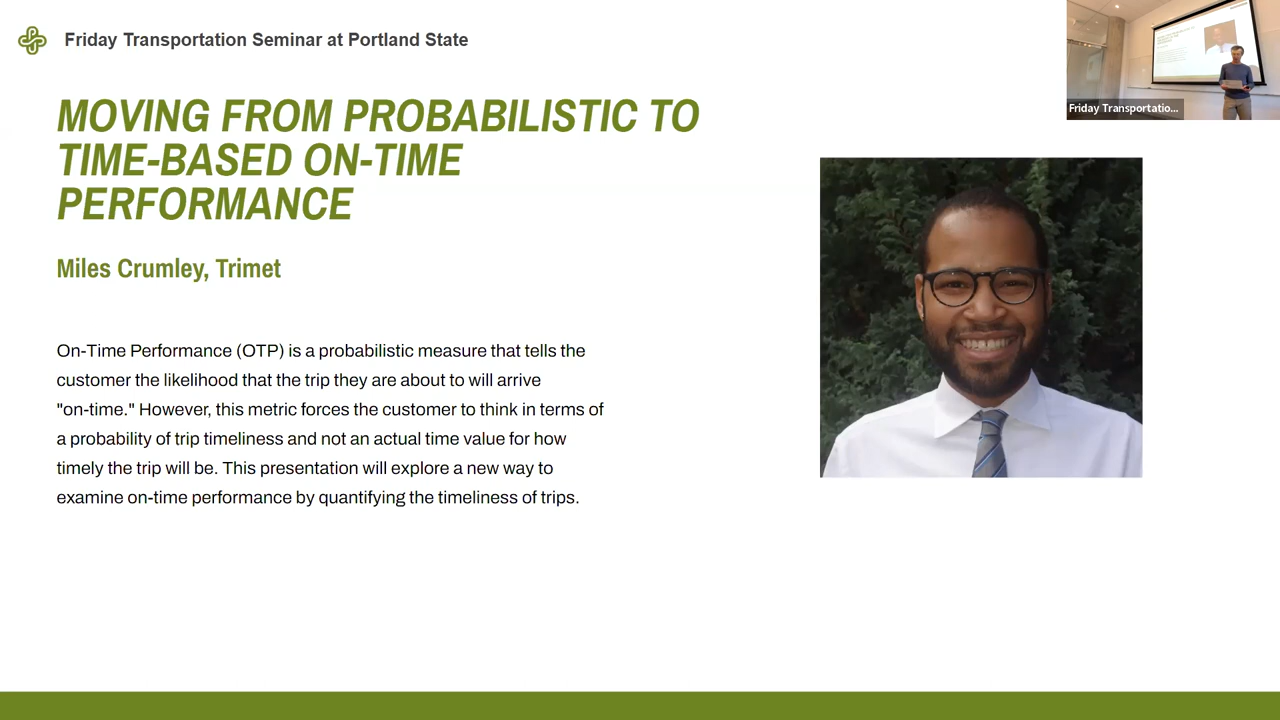 Friday Transportation Seminar at Portland State
MOVING FROM PROBABILISTIC TO
TIME-BASED ON-TIME
PERFORMANCE
Miles Crumley, Trimet
On-Time Performance (OTP) is a probabilistic measure that tells the
customer the likelihood that the trip they are about to will arrive
"on-time." However, this metric forces the customer to think in terms of
a probability of trip timeliness and not an actual time value for how
timely the trip will be. This presentation will explore a new way to
examine on-time performance by quantifying the timeliness of trips.
Friday Transportatio...